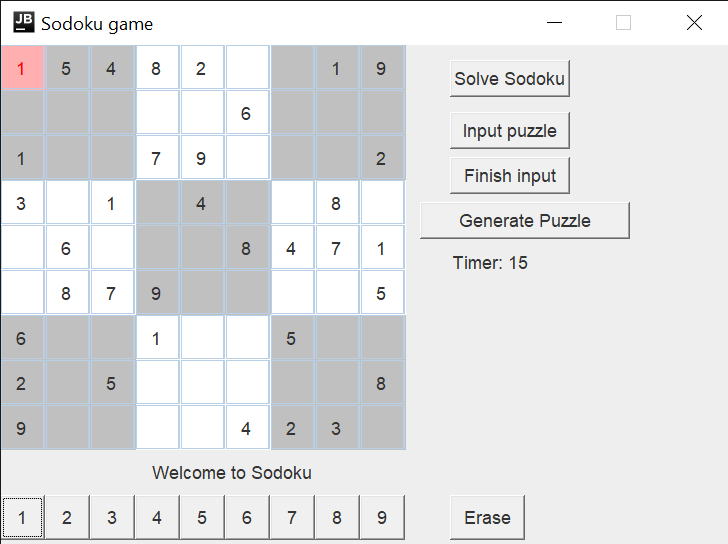 JB Sodoku game
1 5 4 8 2 1 9
Solve Sodoku
6
Input puzzle
1 7 9 2
Finish input
3 1 4 8
Generate Puzzle
6 8 4 7 1
Timer: 15
8 7 9 5
6 1 5
2 5 8
9 4 2 3
Welcome to Sodoku
1 2 3 4 5 6 7 8 9
Erase